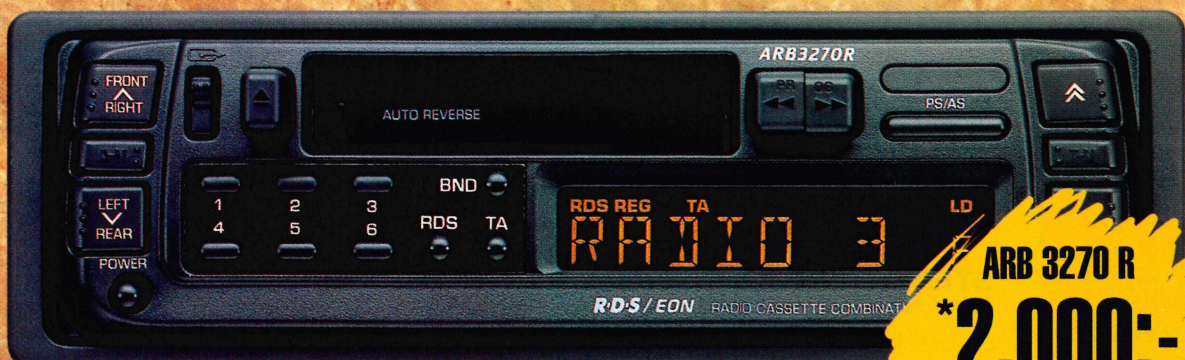 ARB3270R
FRONT
RIGHT
AUTO REVERSE
PS/AS
LEFT
REAR
POWER
1 2 3
4 5 6
BND
RDS TA
RDS REG TA LD
RADIO 3
R·D·S/EON RADIO CASSETTE
ARB 3270 R
*2.000:-